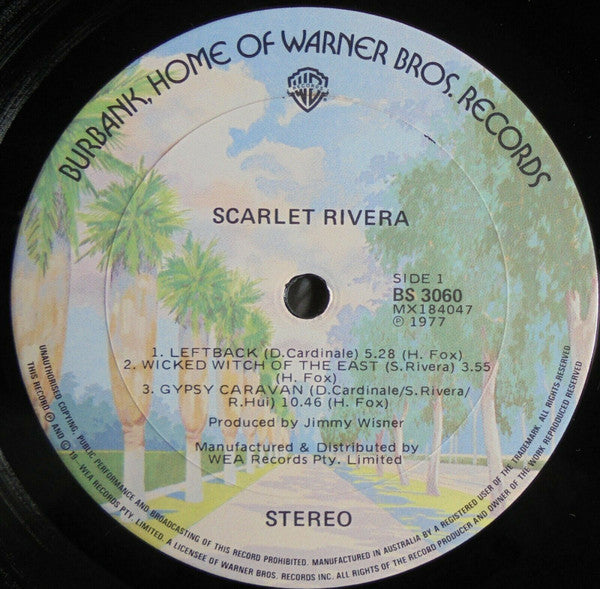 BURBANK, HOME OF WARNER BROS. RECORDS
SCARLET RIVERA
SIDE 1
BS 3060
MX184047
℗ 1977
1. LEFTBACK (D.Cardinale) 5.28 (H. Fox)
2. WICKED WITCH OF THE EAST (S.Rivera) 3.55
(H. Fox)
3. GYPSY CARAVAN (D.Cardinale/S.Rivera/
R.Hui) 10.46 (H. Fox)
Produced by Jimmy Wisner
Manufactured & Distributed by
WEA Records Pty. Limited
STEREO
UNAUTHORISED COPYING, PUBLIC PERFORMANCE AND BROADCASTING OF THIS RECORD PROHIBITED. MANUFACTURED IN AUSTRALIA BY A REGISTERED USER OF THE TRADEMARK. ALL RIGHTS RESERVED
THIS RECORD ℗ AND © 19 - WEA RECORDS PTY. LIMITED. A LICENSEE OF WARNER BROS. RECORDS INC. ALL RIGHTS OF THE RECORD PRODUCER AND OWNER OF THE WORK REPRODUCED RESERVED